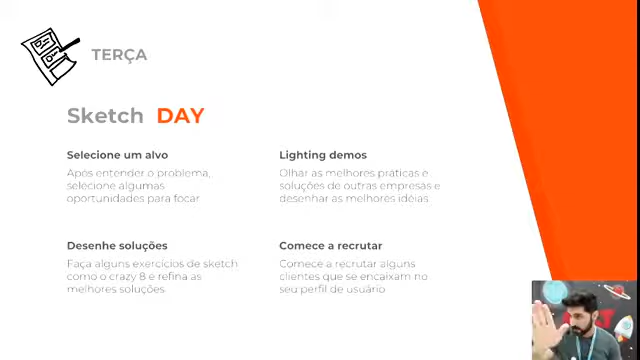 TERÇA
Sketch DAY
Selecione um alvo
Após entender o problema,
selecione algumas
oportunidades para focar
Lighting demos
Olhar as melhores práticas e
soluções de outras empresas e
desenhar as melhores idéias
Desenhe soluções
Faça alguns exercícios de sketch
como o crazy 8 e refina as
melhores soluções
Comece a recrutar
Comece a recrutar alguns
clientes que se encaixam no
seu perfil de usuário